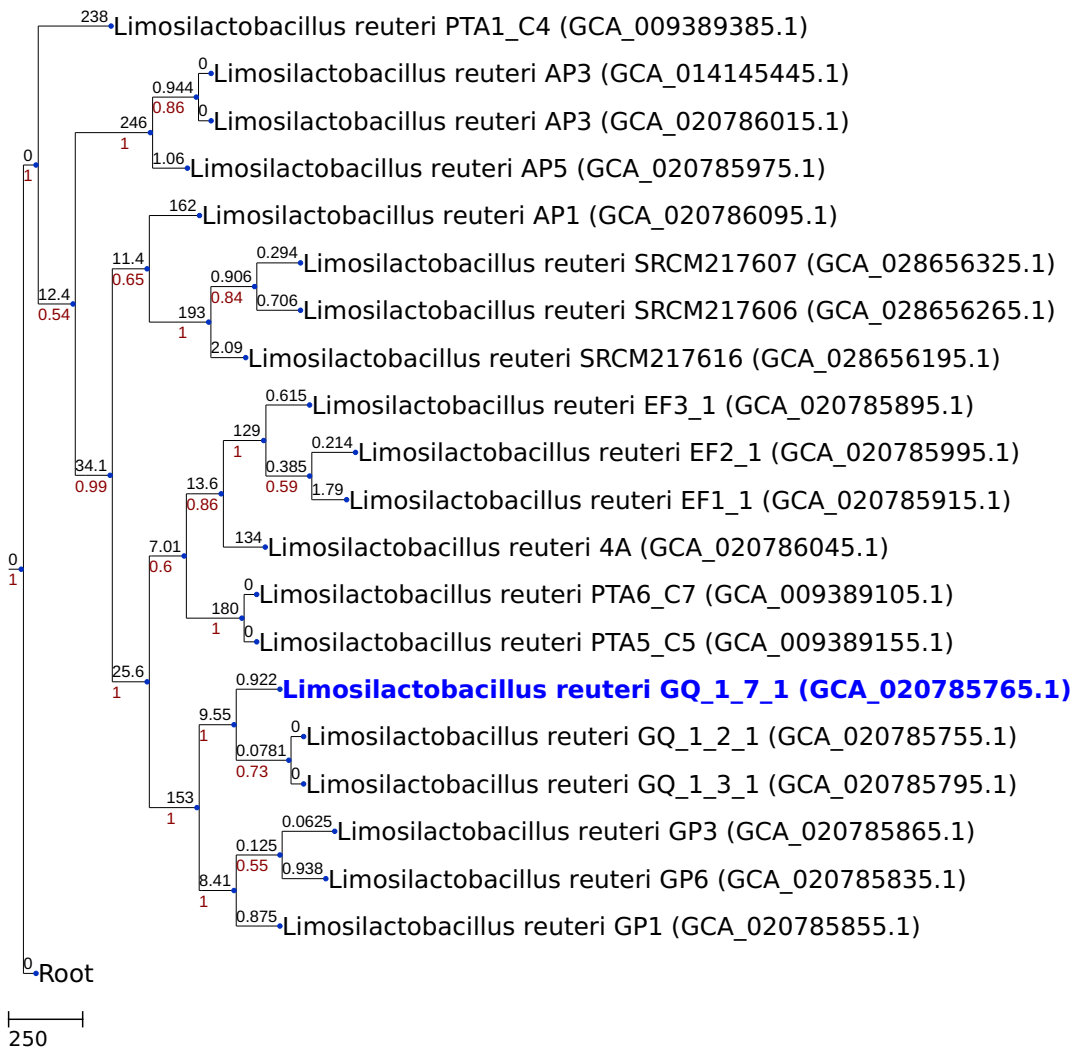 238
Limosilactobacillus reuteri PTA1_C4 (GCA_009389385.1)
0
Limosilactobacillus reuteri AP3 (GCA_014145445.1)
0.944
0.86
0
Limosilactobacillus reuteri AP3 (GCA_020786015.1)
246
1
0
1
1.06
Limosilactobacillus reuteri AP5 (GCA_020785975.1)
162
Limosilactobacillus reuteri AP1 (GCA_020786095.1)
11.4
0.65
0.294
Limosilactobacillus reuteri SRCM217607 (GCA_028656325.1)
0.906
0.84
12.4
0.54
0.706
Limosilactobacillus reuteri SRCM217606 (GCA_028656265.1)
193
1
2.09
Limosilactobacillus reuteri SRCM217616 (GCA_028656195.1)
0.615
Limosilactobacillus reuteri EF3_1 (GCA_020785895.1)
129
1
0.214
Limosilactobacillus reuteri EF2_1 (GCA_020785995.1)
34.1
0.99
0.385
0.59
13.6
0.86
1.79
Limosilactobacillus reuteri EF1_1 (GCA_020785915.1)
134
Limosilactobacillus reuteri 4A (GCA_020786045.1)
7.01
0.6
0
1
0
Limosilactobacillus reuteri PTA6_C7 (GCA_009389105.1)
180
1
0
Limosilactobacillus reuteri PTA5_C5 (GCA_009389155.1)
25.6
1
0.922
Limosilactobacillus reuteri GQ_1_7_1 (GCA_020785765.1)
9.55
1
0
Limosilactobacillus reuteri GQ_1_2_1 (GCA_020785755.1)
0.0781
0.73
0
Limosilactobacillus reuteri GQ_1_3_1 (GCA_020785795.1)
153
1
0.0625
Limosilactobacillus reuteri GP3 (GCA_020785865.1)
0.125
0.55
0.938
Limosilactobacillus reuteri GP6 (GCA_020785835.1)
8.41
1
0.875
Limosilactobacillus reuteri GP1 (GCA_020785855.1)
0
Root
250